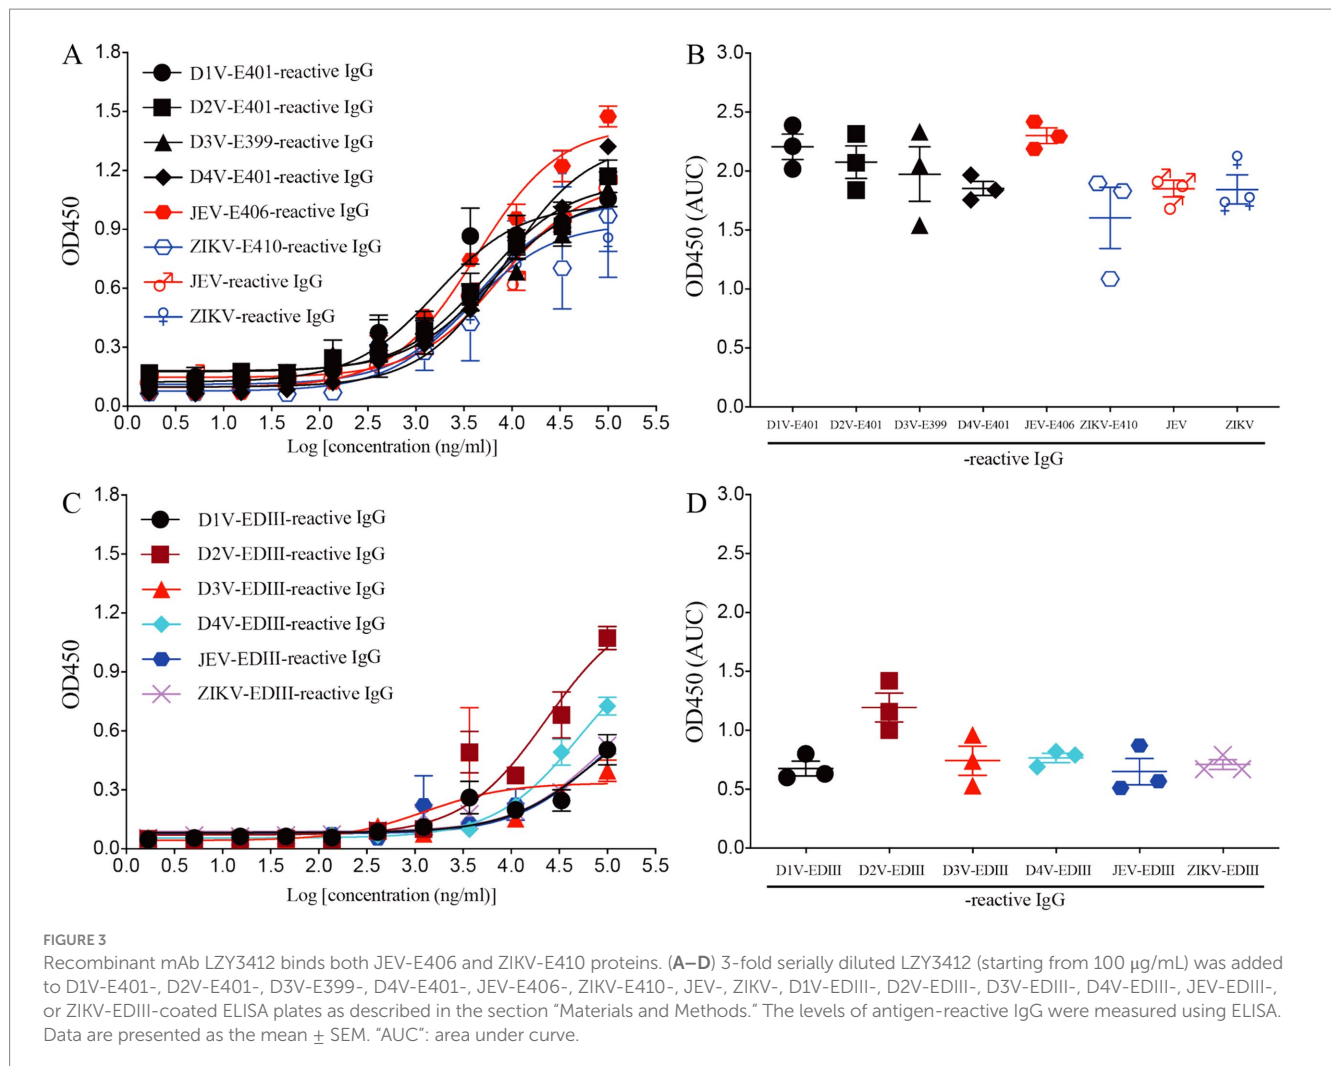 A
1.8
1.5
1.2
0.9
0.6
0.3
0.0
OD450
D1V-E401-reactive IgG
D2V-E401-reactive IgG
D3V-E399-reactive IgG
D4V-E401-reactive IgG
JEV-E406-reactive IgG
ZIKV-E410-reactive IgG
JEV-reactive IgG
ZIKV-reactive IgG
0.0 0.5 1.0 1.5 2.0 2.5 3.0 3.5 4.0 4.5 5.0 5.5
Log [concentration (ng/ml)]
B
3.0
2.5
2.0
1.5
1.0
0.5
0.0
OD450 (AUC)
D1V-E401 D2V-E401 D3V-E399 D4V-E401 JEV-E406 ZIKV-E410 JEV ZIKV
-reactive IgG
C
1.8
1.5
1.2
0.9
0.6
0.3
0.0
OD450
D1V-EDIII-reactive IgG
D2V-EDIII-reactive IgG
D3V-EDIII-reactive IgG
D4V-EDIII-reactive IgG
JEV-EDIII-reactive IgG
ZIKV-EDIII-reactive IgG
0.0 0.5 1.0 1.5 2.0 2.5 3.0 3.5 4.0 4.5 5.0 5.5
Log [concentration (ng/ml)]
D
3.0
2.5
2.0
1.5
1.0
0.5
0.0
OD450 (AUC)
D1V-EDIII D2V-EDIII D3V-EDIII D4V-EDIII JEV-EDIII ZIKV-EDIII
-reactive IgG
FIGURE 3
Recombinant mAb LZY3412 binds both JEV-E406 and ZIKV-E410 proteins. (A–D) 3-fold serially diluted LZY3412 (starting from 100 μg/mL) was added
to D1V-E401-, D2V-E401-, D3V-E399-, D4V-E401-, JEV-E406-, ZIKV-E410-, JEV-, ZIKV-, D1V-EDIII-, D2V-EDIII-, D3V-EDIII-, D4V-EDIII-, JEV-EDIII-,
or ZIKV-EDIII-coated ELISA plates as described in the section “Materials and Methods.” The levels of antigen-reactive IgG were measured using ELISA.
Data are presented as the mean ± SEM. “AUC”: area under curve.